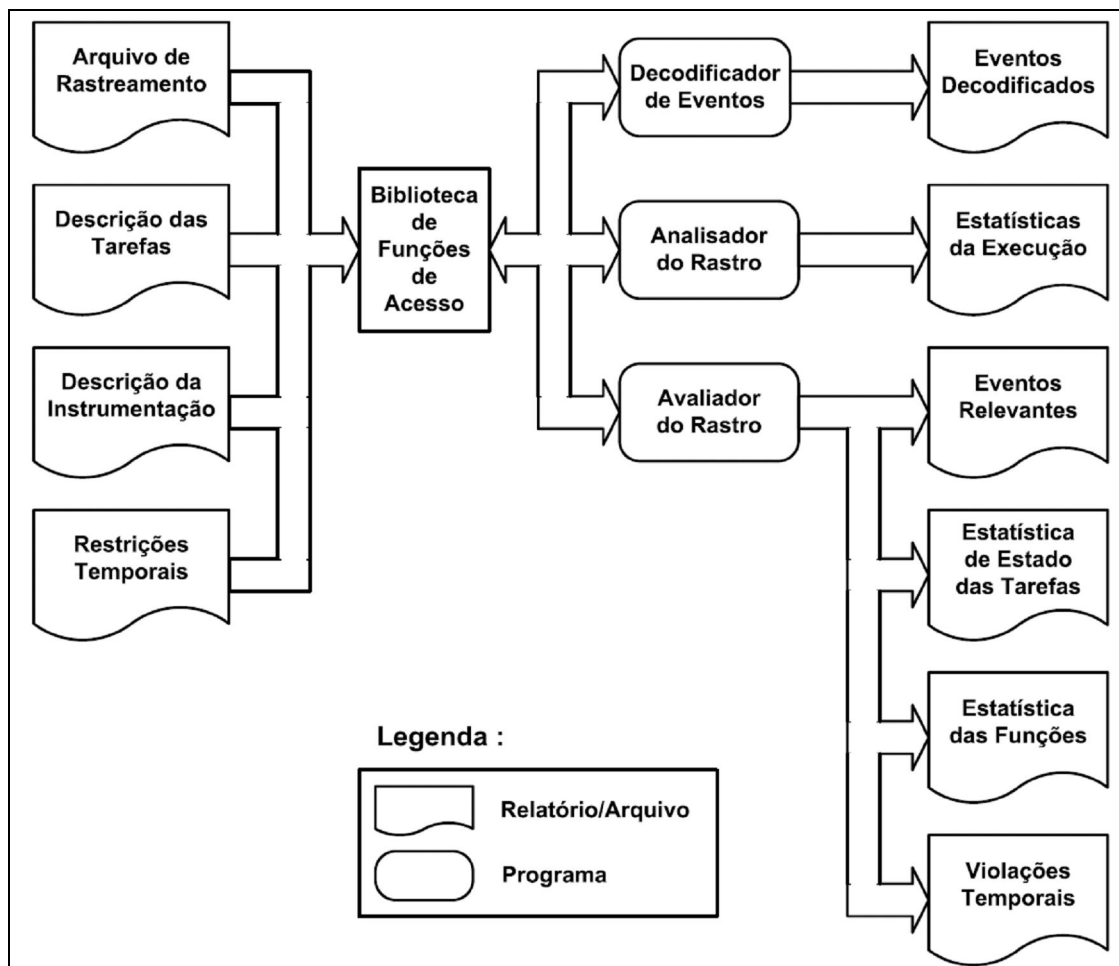 Arquivo de
Rastreamento
Descrição das
Tarefas
Descrição da
Instrumentação
Restrições
Temporais
Biblioteca
de
Funções
de
Acesso
Decodificador
de Eventos
Analisador
do Rastro
Avaliador
do Rastro
Eventos
Decodificados
Estatísticas
da Execução
Eventos
Relevantes
Estatística
de Estado
das Tarefas
Estatística
das Funções
Violações
Temporais
Legenda :
Relatório/Arquivo
Programa